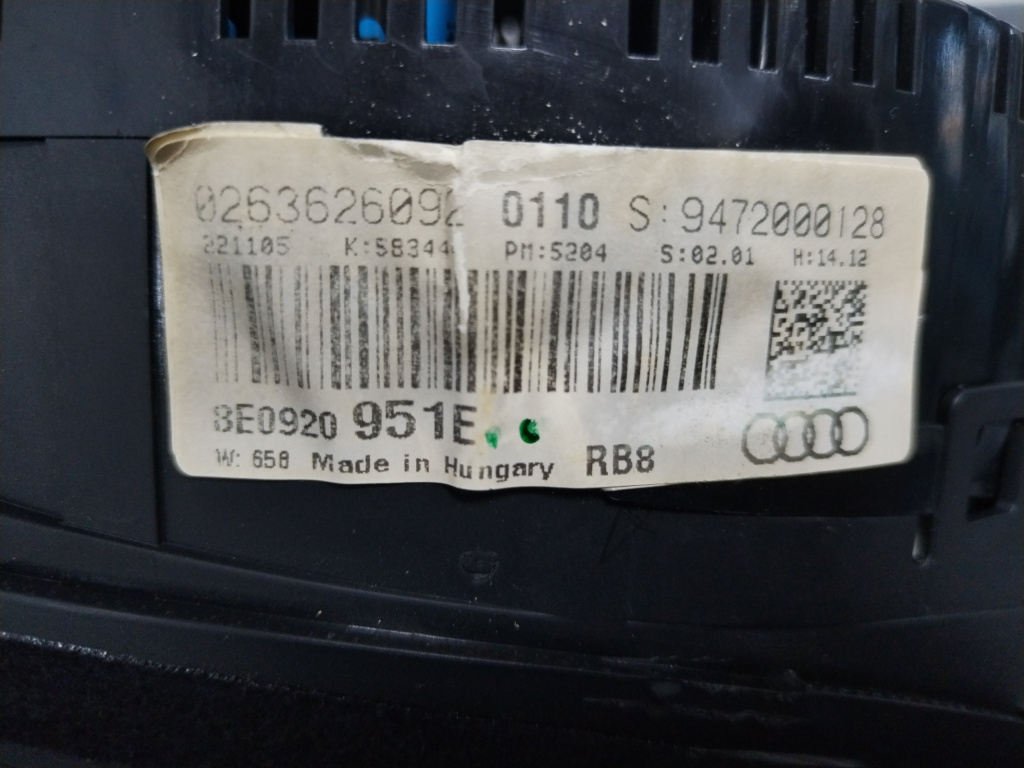 0263626092 0110 S:9472000128
221105 K:58344 PM:5204 S:02.01 H:14.12
8E0920 951E
W: 658 Made in Hungary RB8